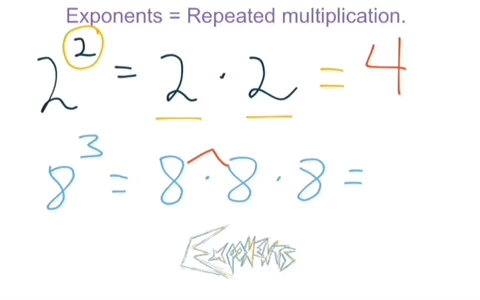 Exponents = Repeated multiplication.
2² = 2 · 2 = 4
8³ = 8 · 8 · 8 =
EXPONENTS